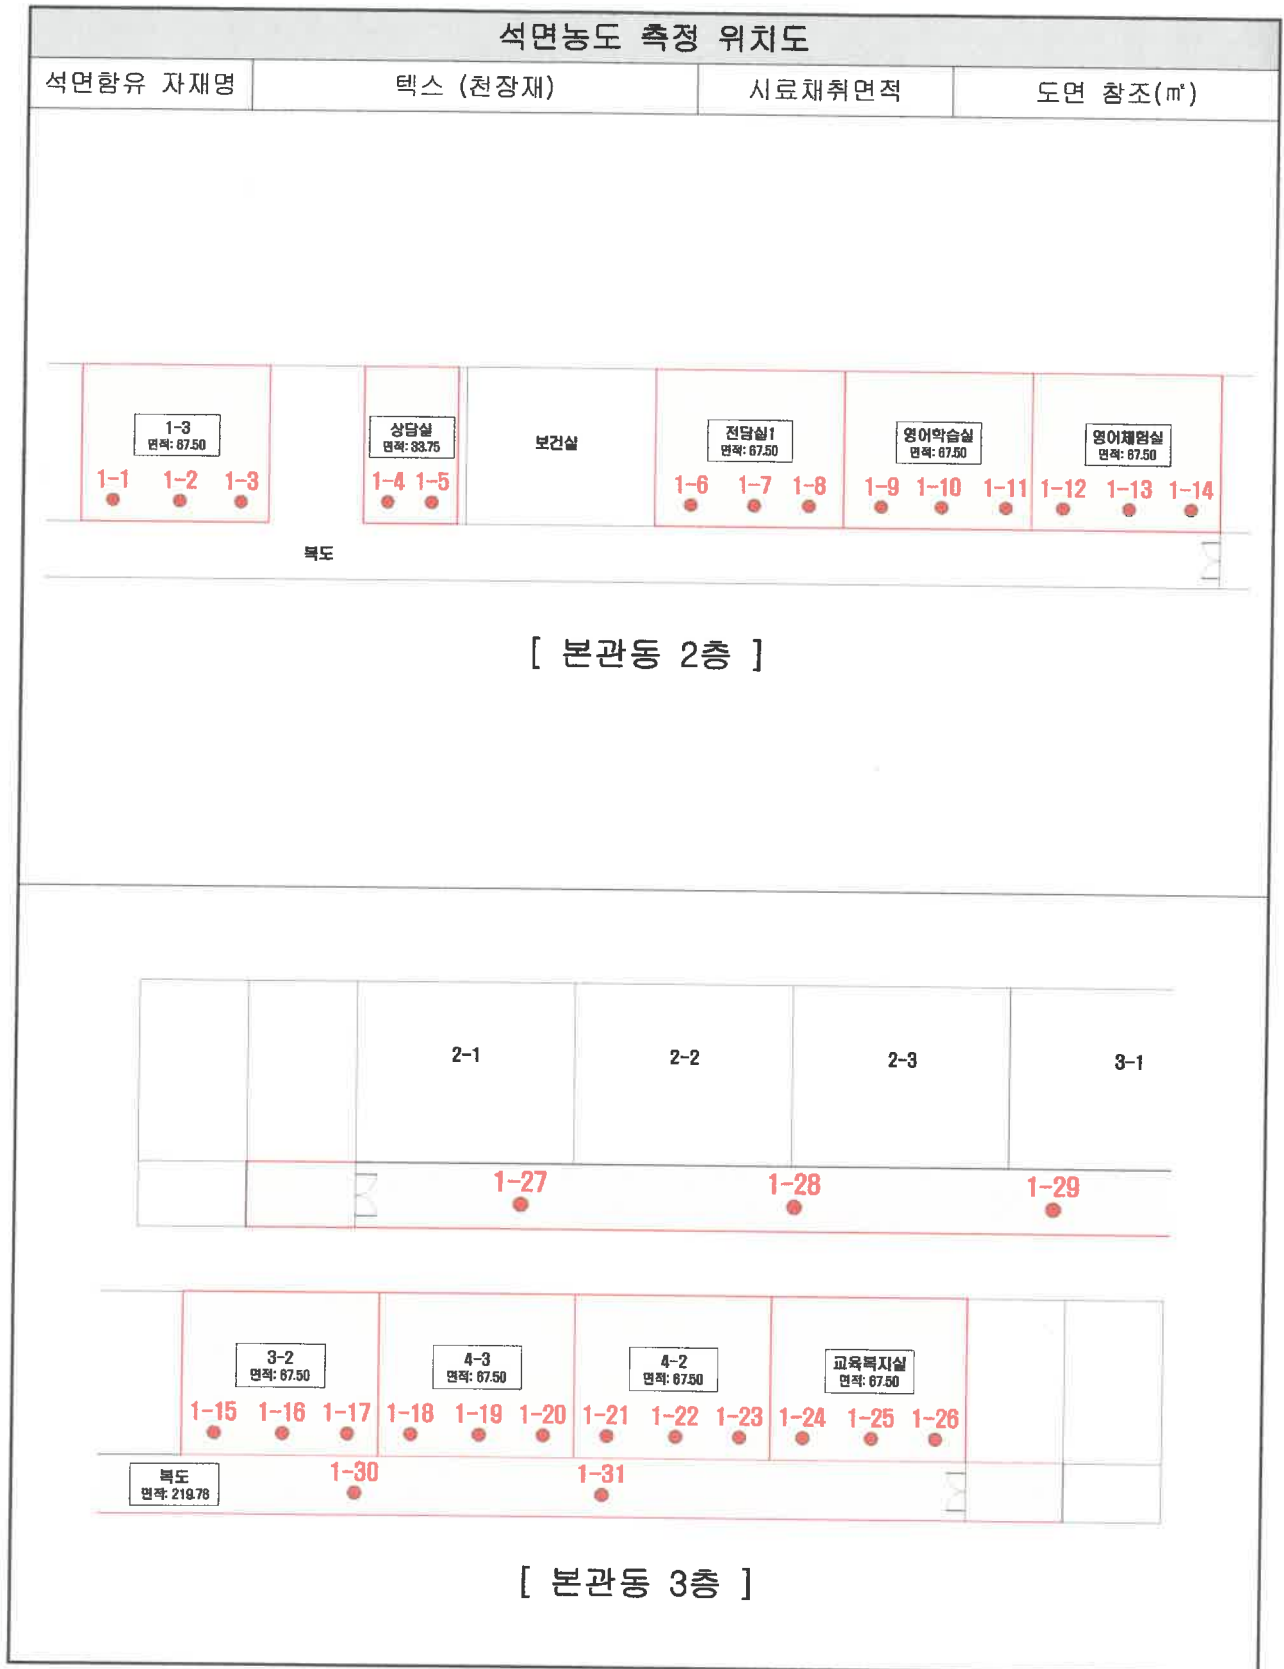 석면농도 측정 위치도
석면함유 자재명 텍스 (천장재) 시료채취면적 도면 참조(㎡)
1-3
면적: 67.50
상담실
면적: 33.75
보건실
전담실1
면적: 67.50
영어학습실
면적: 67.50
영어체험실
면적: 67.50
1-1 1-2 1-3 1-4 1-5 1-6 1-7 1-8 1-9 1-10 1-11 1-12 1-13 1-14
복도
[ 본관동 2층 ]
2-1 2-2 2-3 3-1
1-27 1-28 1-29
3-2
면적: 67.50
4-3
면적: 67.50
4-2
면적: 67.50
교육복지실
면적: 67.50
1-15 1-16 1-17 1-18 1-19 1-20 1-21 1-22 1-23 1-24 1-25 1-26
복도
면적: 219.78
1-30 1-31
[ 본관동 3층 ]